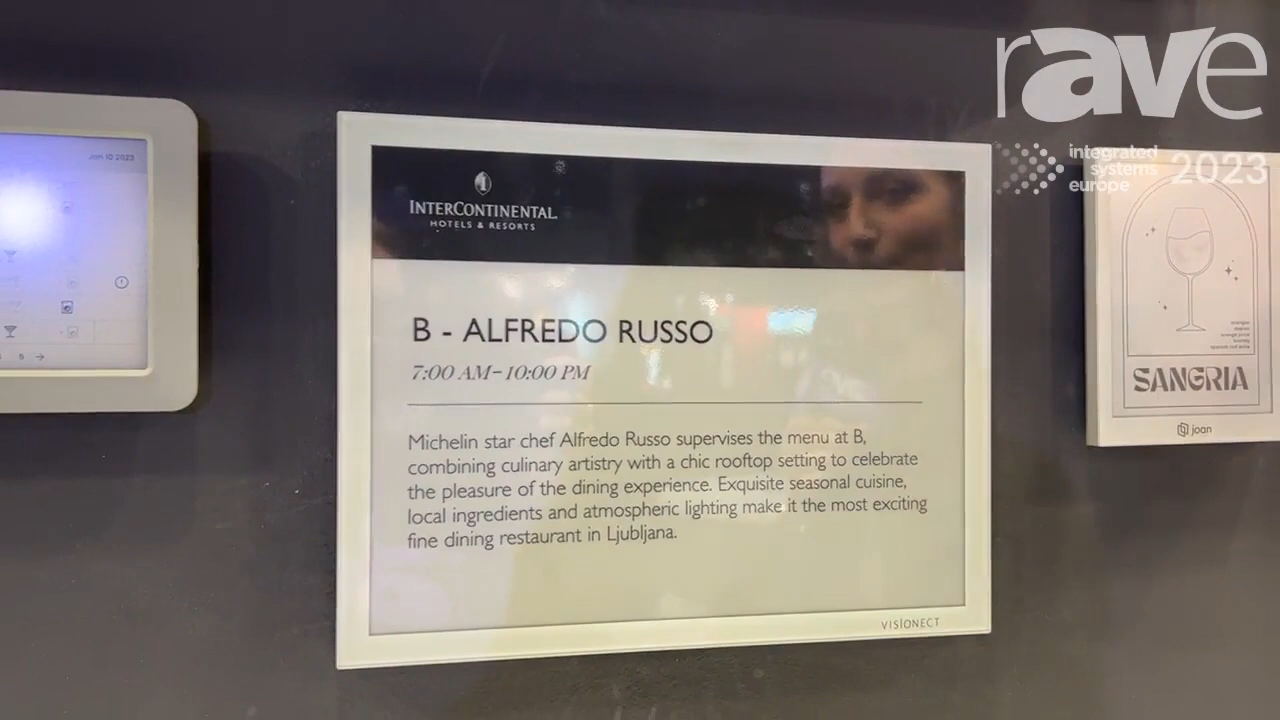 rave
integrated
systems
europe
2023
Jan 10 2023
INTERCONTINENTAL
HOTELS & RESORTS
B - ALFREDO RUSSO
7:00 AM–10:00 PM
Michelin star chef Alfredo Russo supervises the menu at B,
combining culinary artistry with a chic rooftop setting to celebrate
the pleasure of the dining experience. Exquisite seasonal cuisine,
local ingredients and atmospheric lighting make it the most exciting
fine dining restaurant in Ljubljana.
VISIONECT
SANGRIA
joan